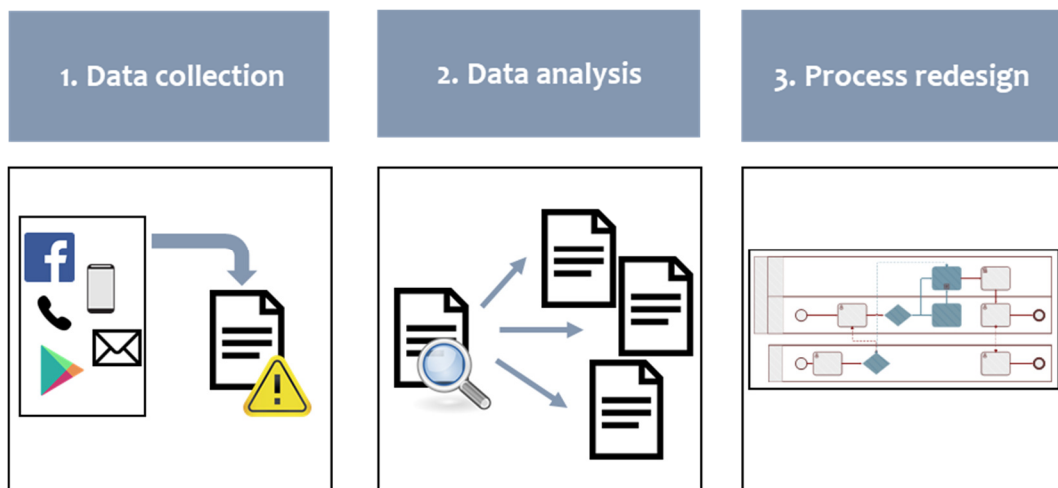 1. Data collection
2. Data analysis
3. Process redesign